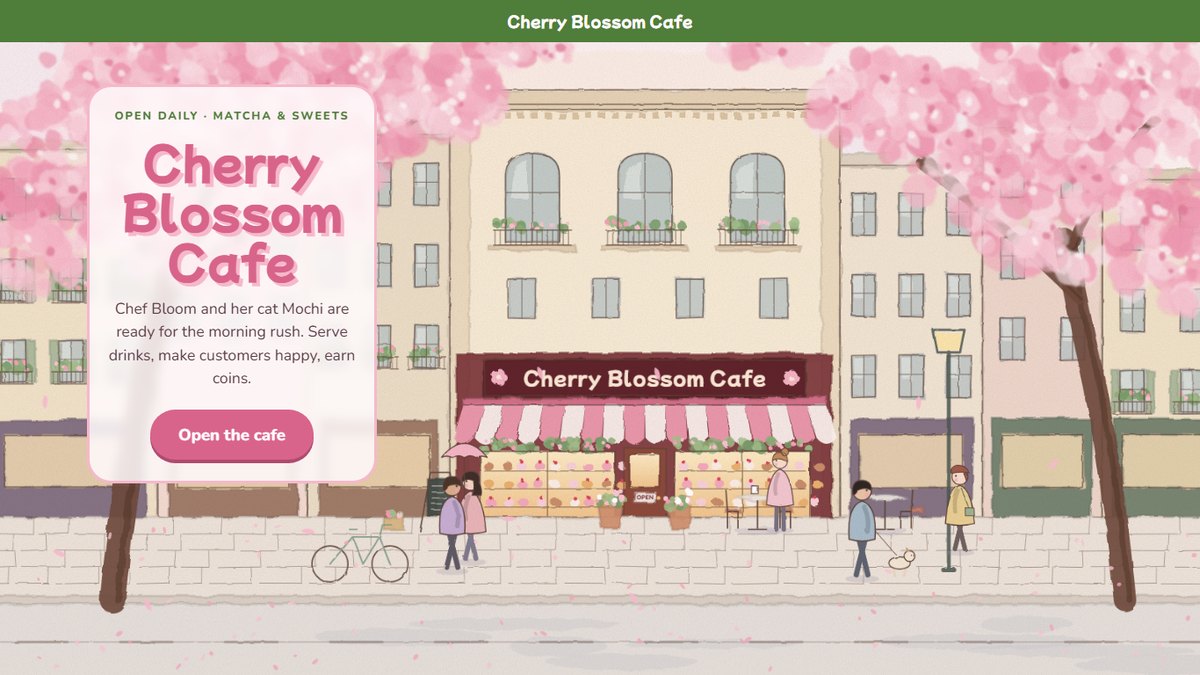 Cherry Blossom Cafe
OPEN DAILY · MATCHA & SWEETS
Cherry
Blossom
Cafe
Chef Bloom and her cat Mochi are
ready for the morning rush. Serve
drinks, make customers happy, earn
coins.
Open the cafe
Cherry Blossom Cafe
OPEN